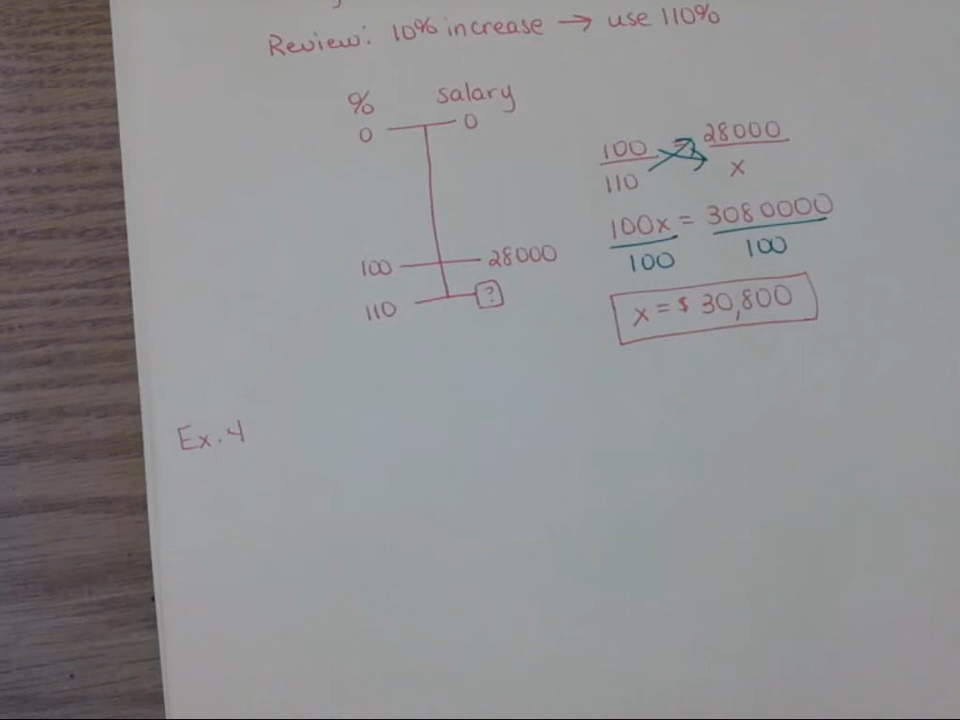 Review: 10% increase → use 110%
% salary
0 0
100 28000
110 ?
100 = 28000
110 x
100x = 3080000
100 100
x = $ 30,800
Ex. 4